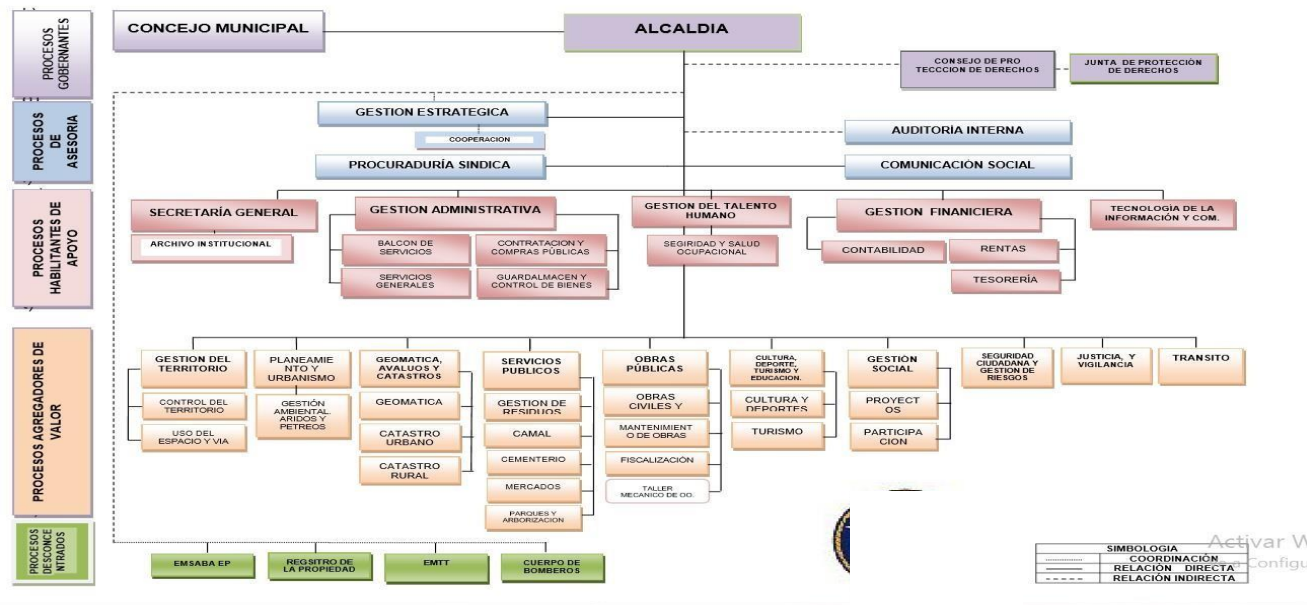 CONCEJO MUNICIPAL
ALCALDIA
PROCESOS
GOBERNANTES
CONSEJO DE PRO
TECCCION DE DERECHOS
JUNTA DE PROTECCIÓN
DE DERECHOS
PROCESOS
DE
ASESORIA
GESTION ESTRATEGICA
COOPERACION
AUDITORÍA INTERNA
PROCURADURÍA SINDICA
COMUNICACIÓN SOCIAL
PROCESOS
HABILITANTES DE
APOYO
SECRETARÍA GENERAL
ARCHIVO INSTITUCIONAL
GESTION ADMINISTRATIVA
BALCON DE
SERVICIOS
CONTRATACION Y
COMPRAS PÚBLICAS
SERVICIOS
GENERALES
GUARDALMACEN Y
CONTROL DE BIENES
GESTION DEL TALENTO
HUMANO
SEGIRIDAD Y SALUD
OCUPACIONAL
GESTION FINANICIERA
CONTABILIDAD
RENTAS
TESORERÍA
TECNOLOGÍA DE LA
INFORMACIÓN Y COM.
PROCESOS AGREGADORES DE
VALOR
GESTION DEL
TERRITORIO
CONTROL DEL
TERRITORIO
USO DEL
ESPACIO Y VIA
PLANEAMIE
NTO Y
URBANISMO
GESTIÓN
AMBIENTAL.
ARIDOS Y
PETREOS
GEOMATICA,
AVALUOS Y
CATASTROS
GEOMATICA
CATASTRO
URBANO
CATASTRO
RURAL
SERVICIOS
PUBLICOS
GESTION DE
RESIDUOS
CAMAL
CEMENTERIO
MERCADOS
PARQUES Y
ARBORIZACION
OBRAS
PÚBLICAS
OBRAS
CIVILES Y
MANTENIMIENT
O DE OBRAS
FISCALIZACIÓN
TALLER
MECANICO DE OO.
CULTURA,
DEPORTE,
TURISMO Y
EDUCACION.
CULTURA Y
DEPORTES
TURISMO
GESTIÓN
SOCIAL
PROYECT
OS
PARTICIPA
CION
SEGURIDAD
CIUDADANA Y
GESTION DE
RIESGOS
JUSTICIA, Y
VIGILANCIA
TRANSITO
PROCESOS
DESCONCE
NTRADOS
EMSABA EP
REGSITRO DE
LA PROPIEDAD
EMTT
CUERPO DE
BOMBEROS
SIMBOLOGIA
COORDINACIÓN
RELACIÓN DIRECTA
RELACIÓN INDIRECTA
Activar W
a Configu